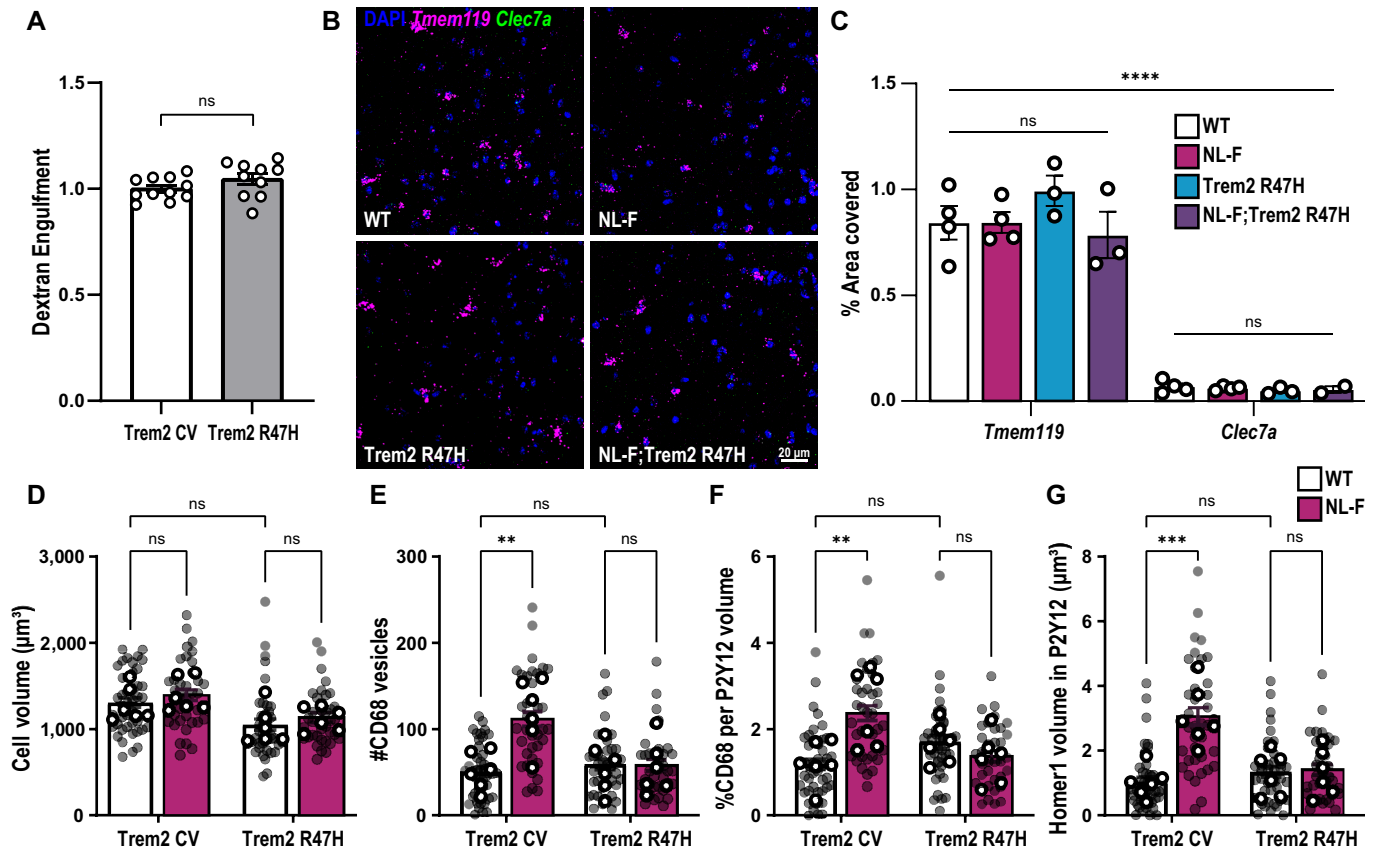 A
Dextran Engulfment
1.5
1.0
0.5
0.0
ns
Trem2 CV Trem2 R47H
B
DAPI Tmem119 Clec7a
WT
NL-F
Trem2 R47H
NL-F;Trem2 R47H
20 µm
C
% Area covered
1.5
1.0
0.5
0.0
****
ns
ns
WT
NL-F
Trem2 R47H
NL-F;Trem2 R47H
Tmem119
Clec7a
WT
NL-F
D
Cell volume (µm³)
3,000
2,000
1,000
0
ns
ns
ns
Trem2 CV
Trem2 R47H
E
#CD68 vesicles
300
200
100
0
ns
**
ns
Trem2 CV
Trem2 R47H
F
%CD68 per P2Y12 volume
6
4
2
0
ns
**
ns
Trem2 CV
Trem2 R47H
G
Homer1 volume in P2Y12 (µm³)
8
6
4
2
0
ns
***
ns
Trem2 CV
Trem2 R47H